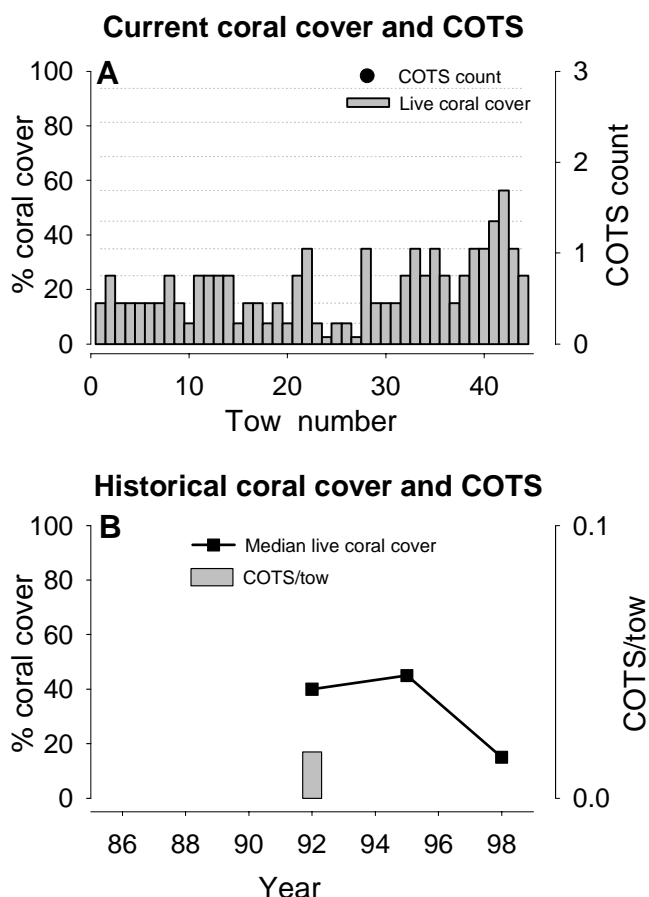 Current coral cover and COTS
A
COTS count
Live coral cover
100
80
60
40
20
0
% coral cover
3
2
1
0
COTS count
0 10 20 30 40
Tow number
Historical coral cover and COTS
B
Median live coral cover
COTS/tow
100
80
60
40
20
0
% coral cover
0.1
0.0
COTS/tow
86 88 90 92 94 96 98
Year